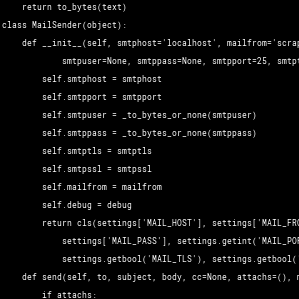 return to_bytes(text)
class MailSender(object):
def __init__(self, smtphost='localhost', mailfrom='scrap
smtpuser=None, smtppass=None, smtpport=25, smtpt
self.smtphost = smtphost
self.smtpport = smtpport
self.smtpuser = _to_bytes_or_none(smtpuser)
self.smtppass = _to_bytes_or_none(smtppass)
self.smtptls = smtptls
self.smtpssl = smtpssl
self.mailfrom = mailfrom
self.debug = debug
return cls(settings['MAIL_HOST'], settings['MAIL_FRO
settings['MAIL_PASS'], settings.getint('MAIL_POR
settings.getbool('MAIL_TLS'), settings.getbool('
def send(self, to, subject, body, cc=None, attachs=(), m
if attachs: